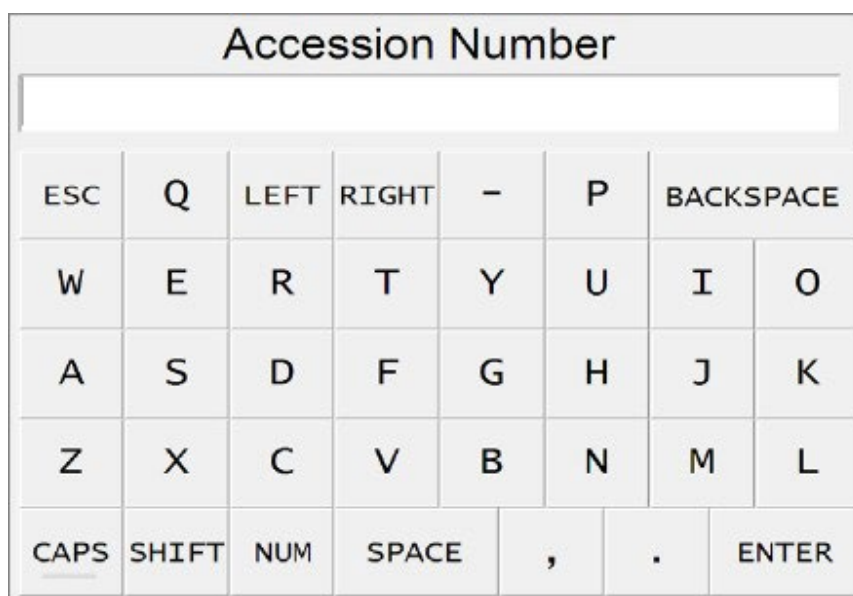 Accession Number
ESC Q LEFT RIGHT - P BACKSPACE
W E R T Y U I O
A S D F G H J K
Z X C V B N M L
CAPS SHIFT NUM SPACE , . ENTER